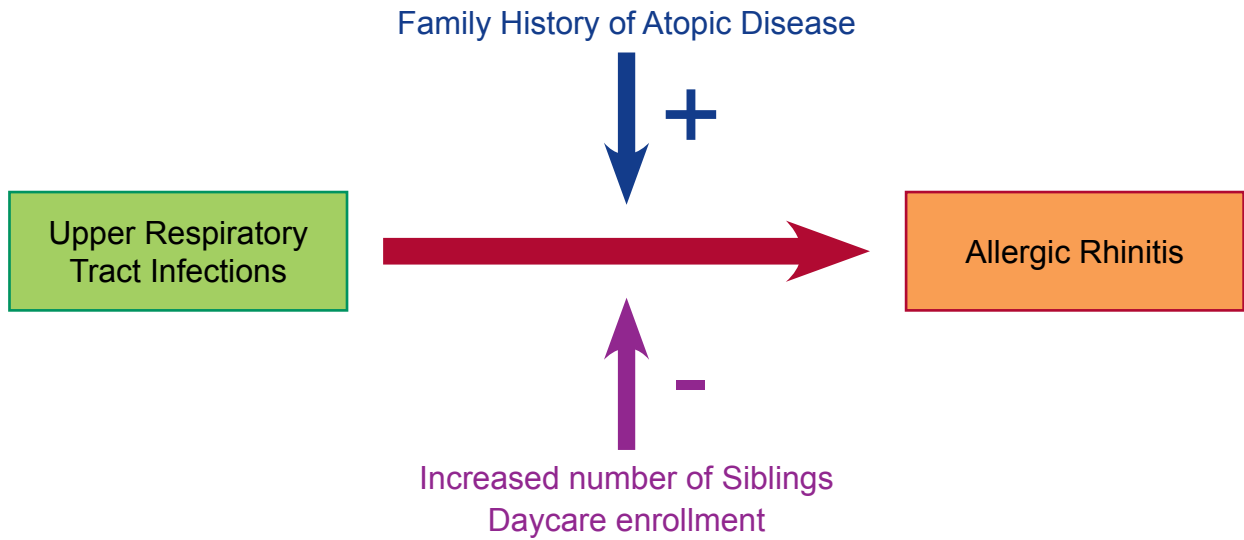 Family History of Atopic Disease
+
Upper Respiratory
Tract Infections
Allergic Rhinitis
-
Increased number of Siblings
Daycare enrollment